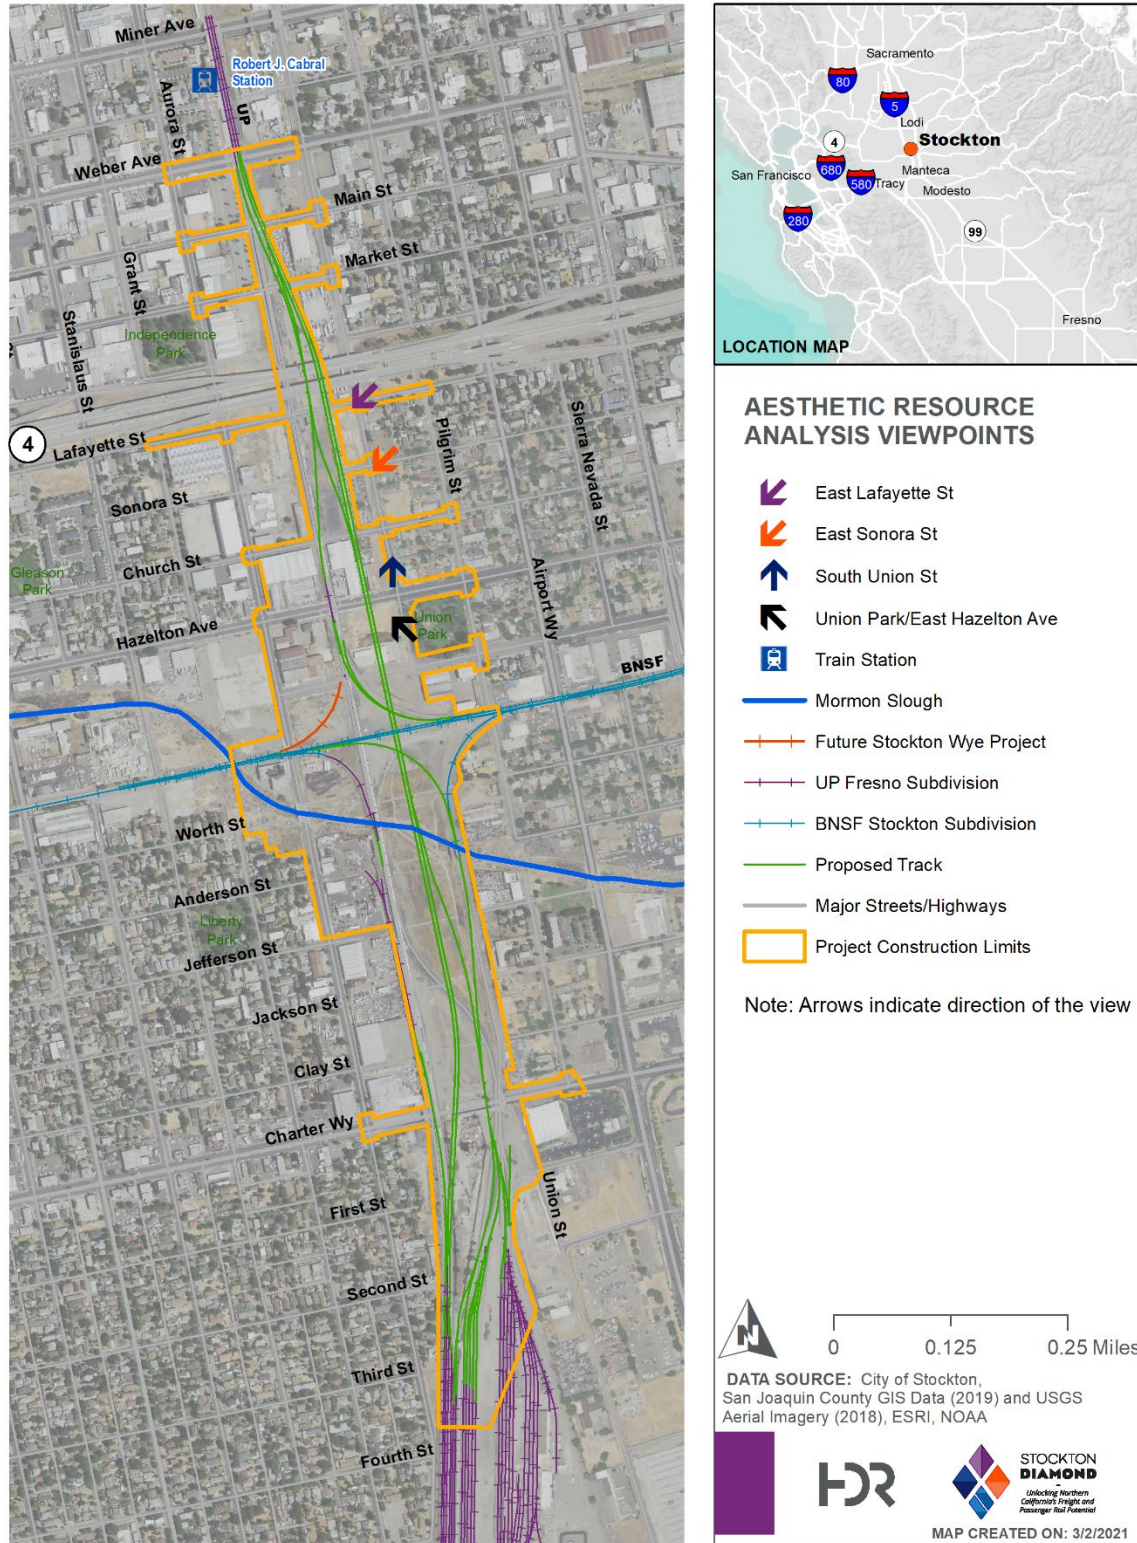 Miner Ave
Robert J. Cabral
Station
UP
Aurora St
Weber Ave
Main St
Market St
Grant St
Stanislaus St
Independence
Park
4
Lafayette St
Pilgrim St
Sierra Nevada St
Sonora St
Church St
Gleason
Park
Hazelton Ave
Union
Park
Airport Wy
BNSF
Worth St
Anderson St
Liberty
Park
Jefferson St
Jackson St
Clay St
Charter Wy
Union St
First St
Second St
Third St
Fourth St
Sacramento
80
5
Lodi
4
Stockton
680
San Francisco
580
Tracy
Manteca
Modesto
280
99
Fresno
LOCATION MAP
AESTHETIC RESOURCE
ANALYSIS VIEWPOINTS
East Lafayette St
East Sonora St
South Union St
Union Park/East Hazelton Ave
Train Station
Mormon Slough
Future Stockton Wye Project
UP Fresno Subdivision
BNSF Stockton Subdivision
Proposed Track
Major Streets/Highways
Project Construction Limits
Note: Arrows indicate direction of the view
N
0 0.125 0.25 Miles
DATA SOURCE: City of Stockton,
San Joaquin County GIS Data (2019) and USGS
Aerial Imagery (2018), ESRI, NOAA
HDR
STOCKTON
DIAMOND
Unlocking Northern
California's Freight and
Passenger Rail Potential
MAP CREATED ON: 3/2/2021